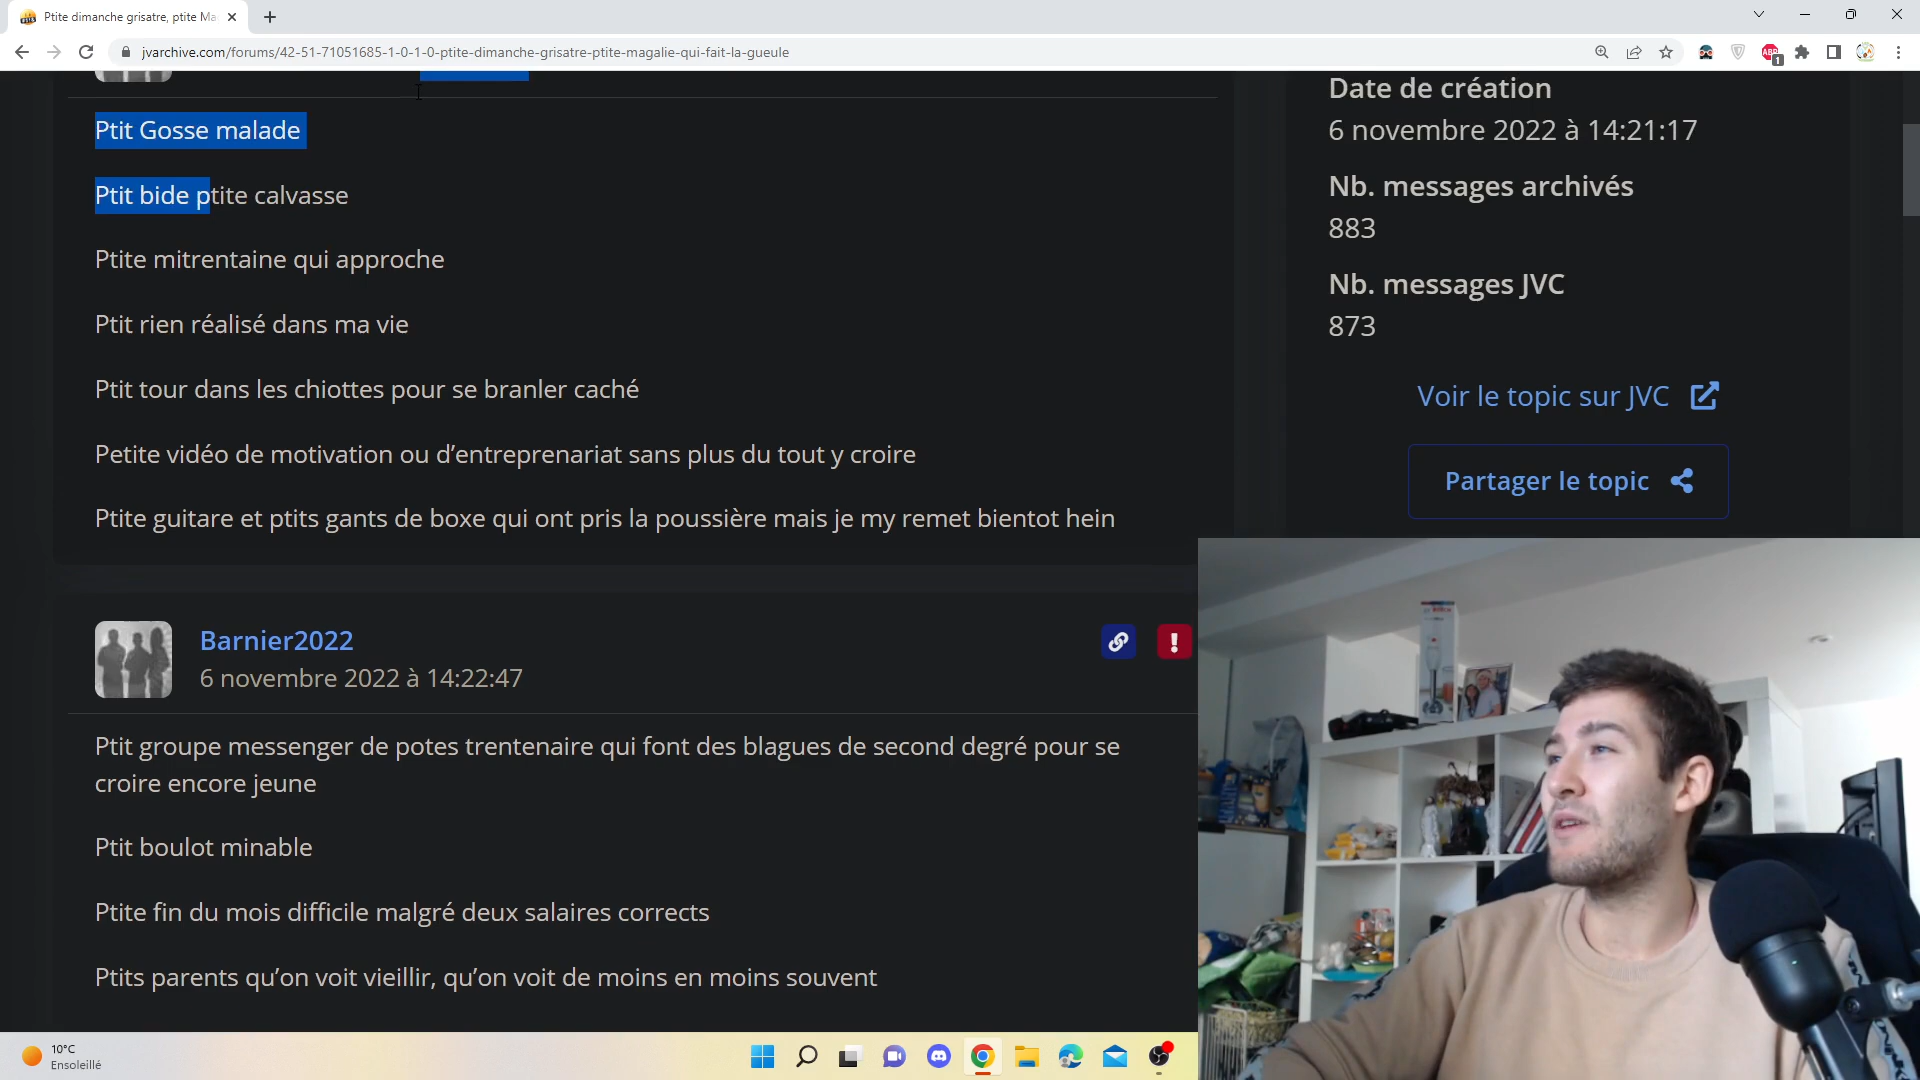 Ptite dimanche grisatre, ptite Ma
jvarchive.com/forums/42-51-71051685-1-0-1-0-ptite-dimanche-grisatre-ptite-magalie-qui-fait-la-gueule
ABP
1
Ptit Gosse malade
Ptit bide ptite calvasse
Ptite mitrentaine qui approche
Ptit rien réalisé dans ma vie
Ptit tour dans les chiottes pour se branler caché
Petite vidéo de motivation ou d’entreprenariat sans plus du tout y croire
Ptite guitare et ptits gants de boxe qui ont pris la poussière mais je my remet bientot hein
Date de création
6 novembre 2022 à 14:21:17
Nb. messages archivés
883
Nb. messages JVC
873
Voir le topic sur JVC
Partager le topic
Barnier2022
6 novembre 2022 à 14:22:47
Ptit groupe messenger de potes trentenaire qui font des blagues de second degré pour se
croire encore jeune
Ptit boulot minable
Ptite fin du mois difficile malgré deux salaires corrects
Ptits parents qu’on voit vieillir, qu’on voit de moins en moins souvent
10°C
Ensoleillé